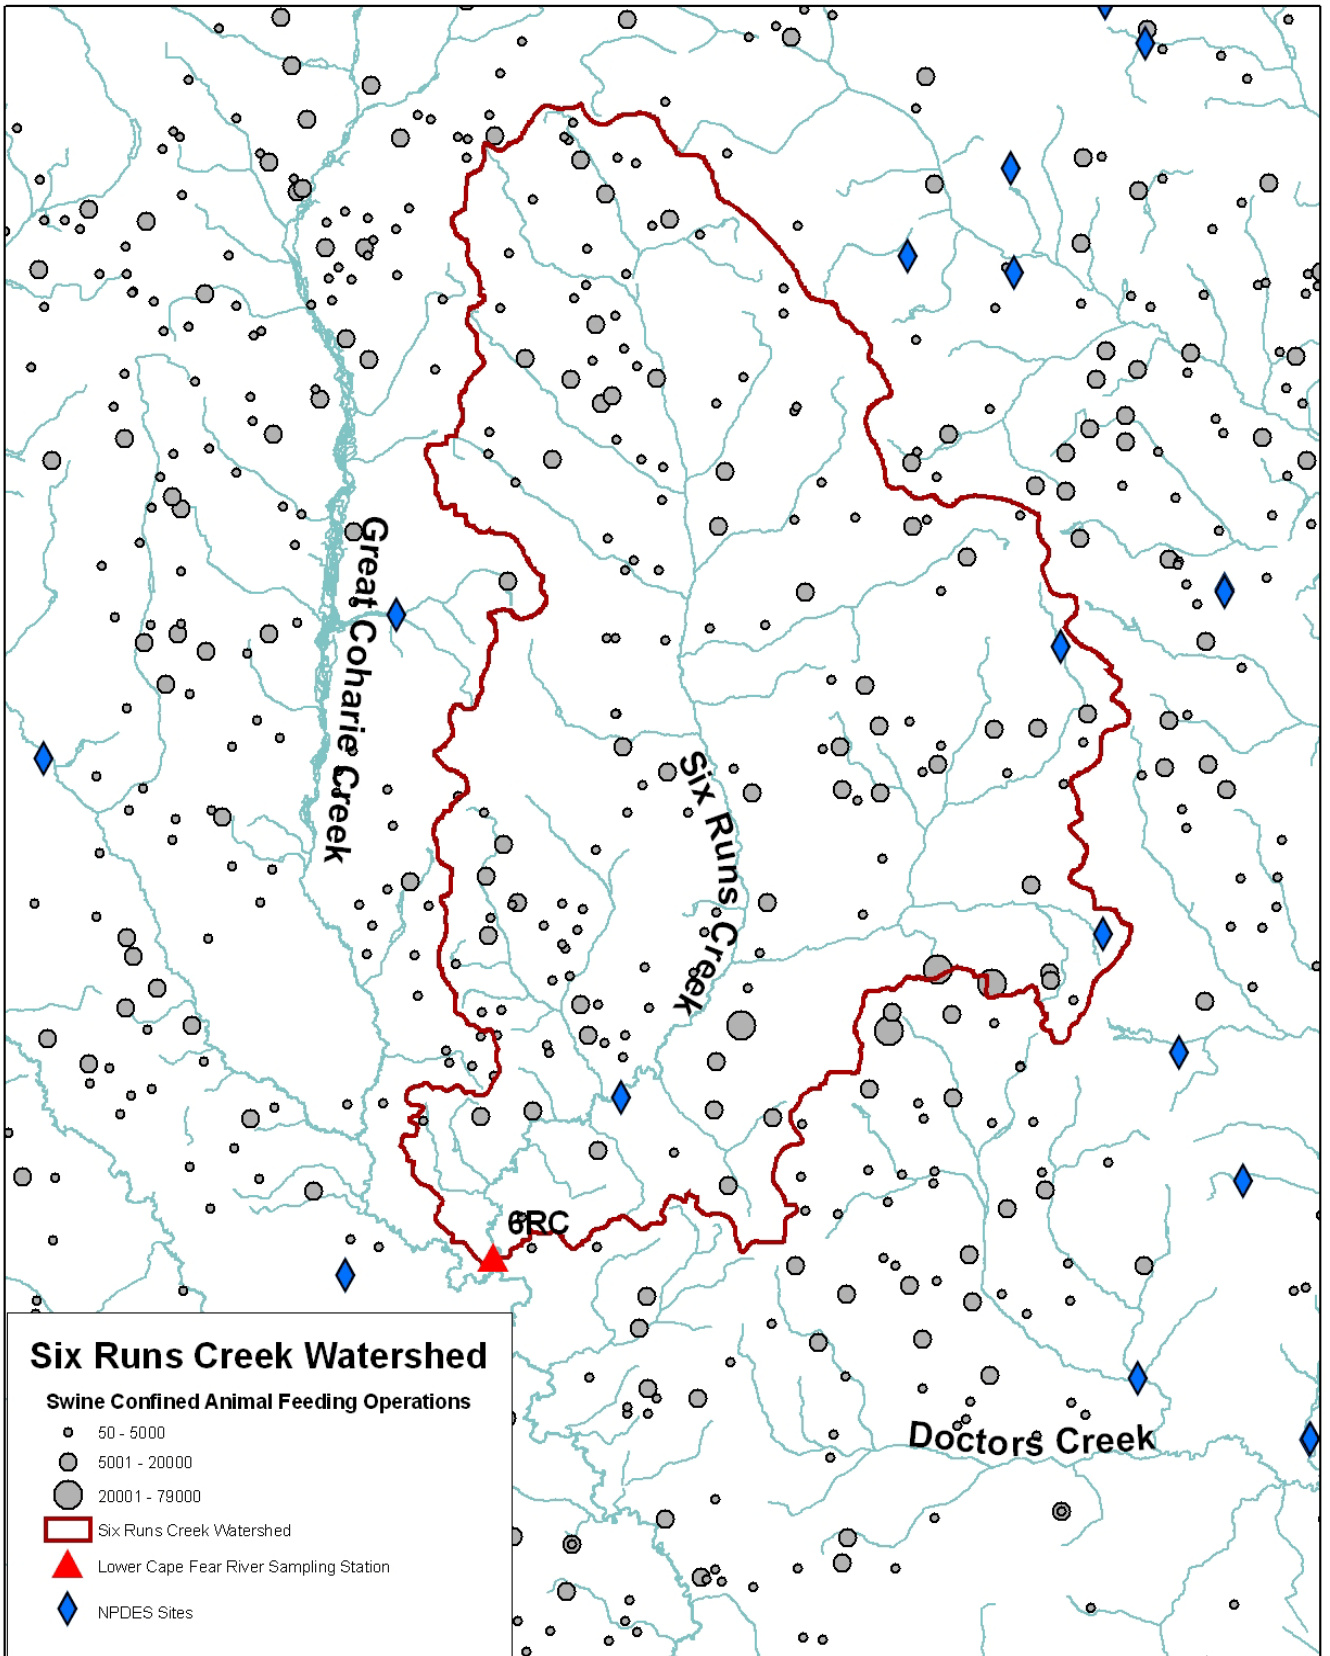 Great Coharie Creek
Six Runs Creek
6RC
Doctors Creek
Six Runs Creek Watershed
Swine Confined Animal Feeding Operations
50 - 5000
5001 - 20000
20001 - 79000
Six Runs Creek Watershed
Lower Cape Fear River Sampling Station
NPDES Sites